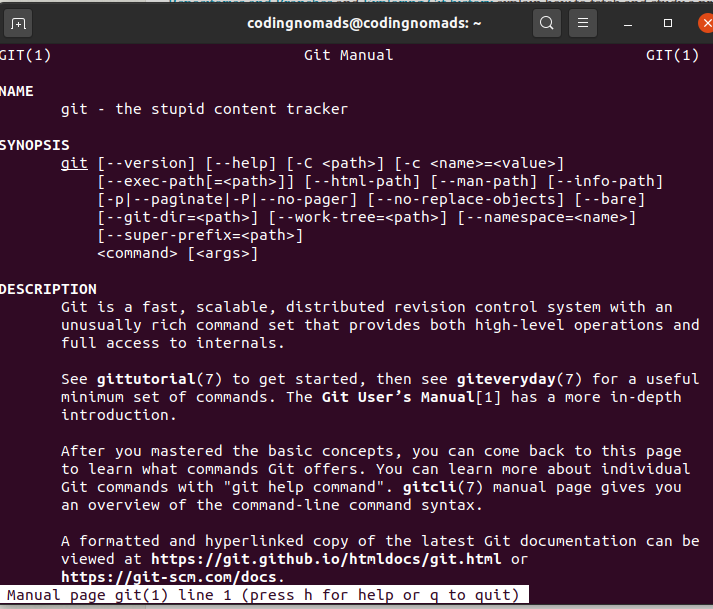 codingnomads@codingnomads: ~
GIT(1) Git Manual GIT(1)
NAME
git - the stupid content tracker
SYNOPSIS
git [--version] [--help] [-C <path>] [-c <name>=<value>]
[--exec-path[=<path>]] [--html-path] [--man-path] [--info-path]
[-p|--paginate|-P|--no-pager] [--no-replace-objects] [--bare]
[--git-dir=<path>] [--work-tree=<path>] [--namespace=<name>]
[--super-prefix=<path>]
<command> [<args>]
DESCRIPTION
Git is a fast, scalable, distributed revision control system with an
unusually rich command set that provides both high-level operations and
full access to internals.
See gittutorial(7) to get started, then see giteveryday(7) for a useful
minimum set of commands. The Git User’s Manual[1] has a more in-depth
introduction.
After you mastered the basic concepts, you can come back to this page
to learn what commands Git offers. You can learn more about individual
Git commands with "git help command". gitcli(7) manual page gives you
an overview of the command-line command syntax.
A formatted and hyperlinked copy of the latest Git documentation can be
viewed at https://git.github.io/htmldocs/git.html or
https://git-scm.com/docs.
Manual page git(1) line 1 (press h for help or q to quit)